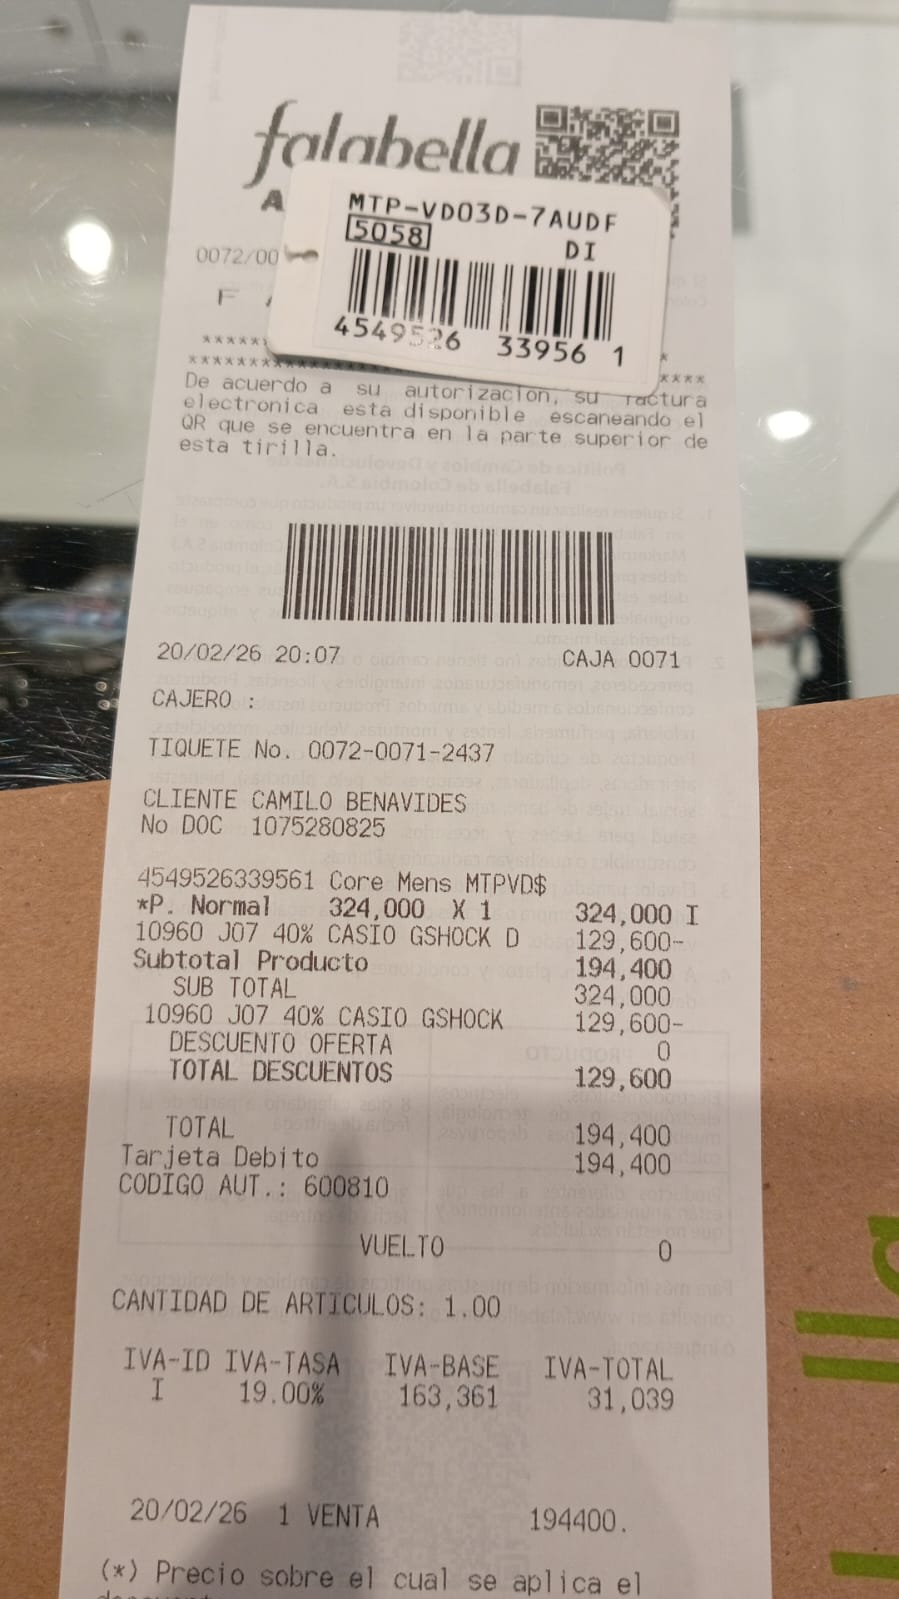 falabella
MTP-VD03D-7AUDF
5058
DI
4549526 33956 1
0072/00
F
De acuerdo a su autorizacion, su factura
electronica esta disponible escaneando el
QR que se encuentra en la parte superior de
esta tirilla.
20/02/26 20:07 CAJA 0071
CAJERO :
TIQUETE No. 0072-0071-2437
CLIENTE CAMILO BENAVIDES
No DOC 1075280825
4549526339561 Core Mens MTPVD$
*P. Normal 324,000 X 1 324,000 I
10960 J07 40% CASIO GSHOCK D 129,600-
Subtotal Producto 194,400
SUB TOTAL 324,000
10960 J07 40% CASIO GSHOCK 129,600-
DESCUENTO OFERTA 0
TOTAL DESCUENTOS 129,600
TOTAL 194,400
Tarjeta Debito 194,400
CODIGO AUT.: 600810
VUELTO 0
CANTIDAD DE ARTICULOS: 1.00
IVA-ID IVA-TASA IVA-BASE IVA-TOTAL
I 19.00% 163,361 31,039
20/02/26 1 VENTA 194400.
(*) Precio sobre el cual se aplica el